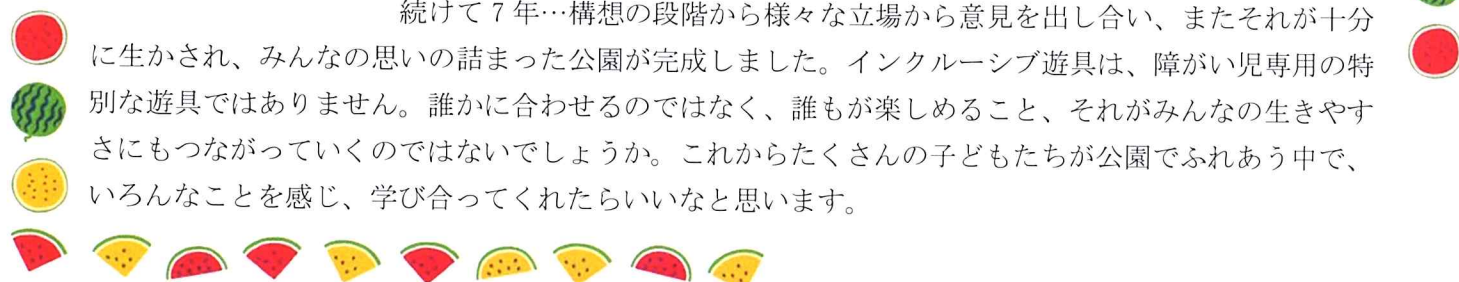 続けて7年…構想の段階から様々な立場から意見を出し合い、またそれが十分
に生かされ、みんなの思いの詰まった公園が完成しました。インクルーシブ遊具は、障がい児専用の特
別な遊具ではありません。誰かに合わせるのではなく、誰もが楽しめること、それがみんなの生きやす
さにもつながっていくのではないでしょうか。これからたくさんの子どもたちが公園でふれあう中で、
いろんなことを感じ、学び合ってくれたらいいなと思います。